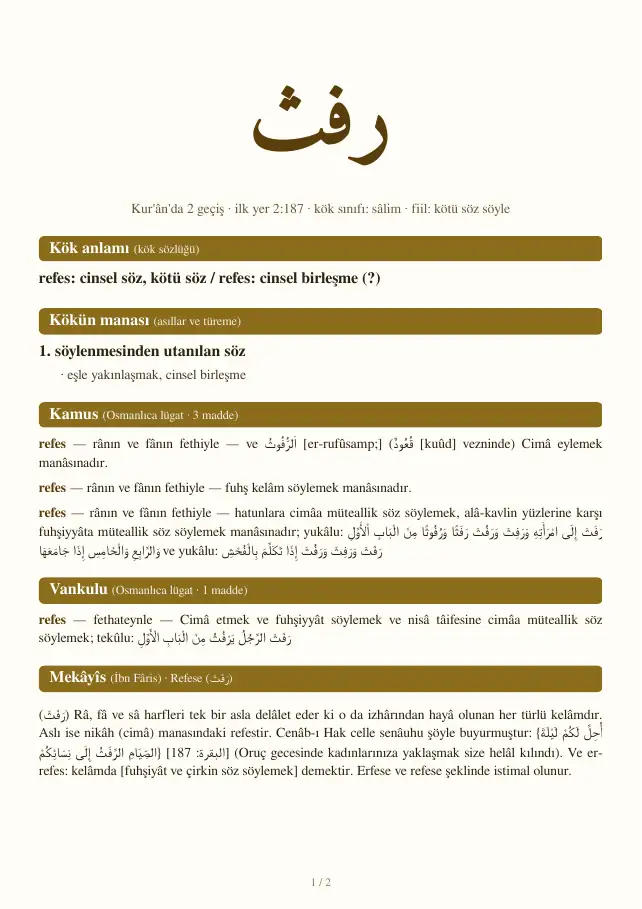 رفث
Kur'ân'da 2 geçiş · ilk yer 2:187 · kök sınıfı: sâlim · fiil: kötü söz söyle
Kök anlamı (kök sözlüğü)
refes: cinsel söz, kötü söz / refes: cinsel birleşme (?)
Kökün manası (asıllar ve türeme)
1. söylenmesinden utanılan söz
· eşle yakınlaşmak, cinsel birleşme
Kamus (Osmanlıca lügat · 3 madde)
refes — rânın ve fânın fethiyle — ve اَلرُّفُوثُ [er-rufûsamp;] (قُعُودٌ [kuûd] vezninde) Cimâ eylemek
manâsınadır.
refes — rânın ve fânın fethiyle — fuhş kelâm söylemek manâsınadır.
refes — rânın ve fânın fethiyle — hatunlara cimâa müteallik söz söylemek, alâ-kavlin yüzlerine karşı
fuhşiyyâta müteallik söz söylemek manâsınadır; yukâlu: رَفَثَ إِلَى امْرَأَتِهِ وَرَفِثَ وَرَفُثَ رَفَثًا وَرُفُوثًا مِنَ الْبَابِ الْأَوَّلِ
وَالرَّابِعِ وَالْخَامِسِ إِذَا جَامَعَهَا ve yukâlu: رَفَثَ وَرَفِثَ وَرَفُثَ إِذَا تَكَلَّمَ بِالْفُحْشِ
Vankulu (Osmanlıca lügat · 1 madde)
refes — fethateynle — Cimâ etmek ve fuhşiyyât söylemek ve nisâ tâifesine cimâa müteallik söz
söylemek; tekûlu: رَفَثَ الرَّجُلُ يَرْفُثُ مِنَ الْبَابِ الْأَوَّلِ
Mekâyîs (İbn Fâris) · Refese (رَفَثَ)
(رَفَثَ) Râ, fâ ve sâ harfleri tek bir asla delâlet eder ki o da izhârından hayâ olunan her türlü kelâmdır.
Aslı ise nikâh (cimâ) manasındaki refestir. Cenâb-ı Hak celle senâuhu şöyle buyurmuştur: {أُحِلَّ لَكُمْ لَيْلَةَ
الصِّيَامِ الرَّفَثُ إِلَى نِسَائِكُمْ} [البقرة: 187] (Oruç gecesinde kadınlarınıza yaklaşmak size helâl kılındı). Ve er-
refes: kelâmda [fuhşiyât ve çirkin söz söylemek] demektir. Erfese ve refese şeklinde istimal olunur.
1 / 2